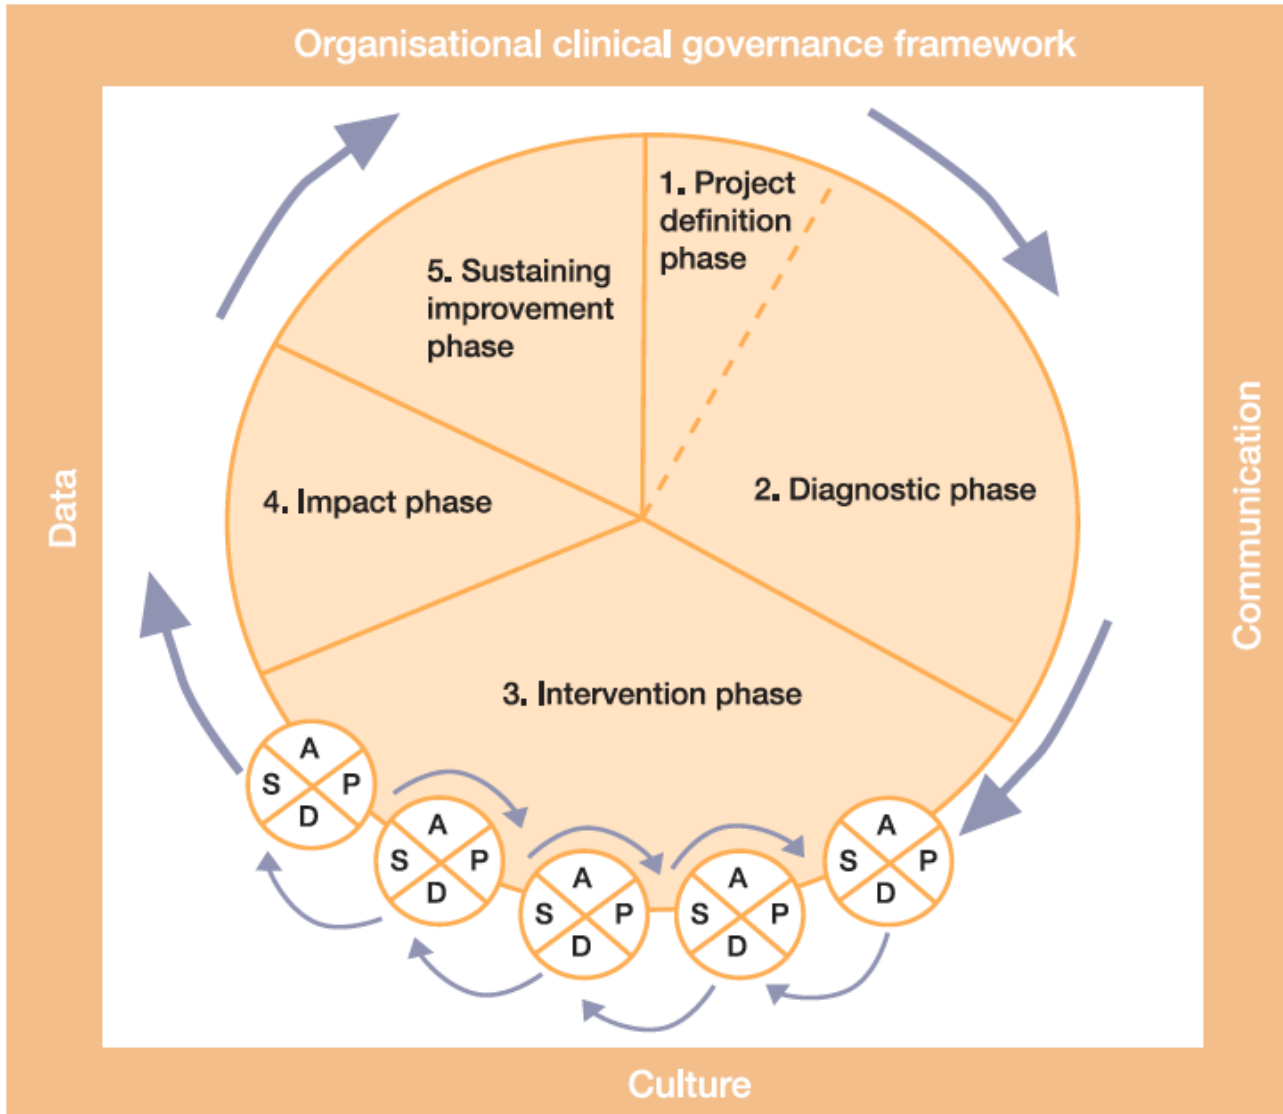 Organisational clinical governance framework
1. Project
definition
phase
5. Sustaining
improvement
phase
2. Diagnostic phase
4. Impact phase
3. Intervention phase
Data
Communication
A
S
P
D
A
S
P
D
A
S
P
D
A
S
P
D
A
S
P
D
Culture